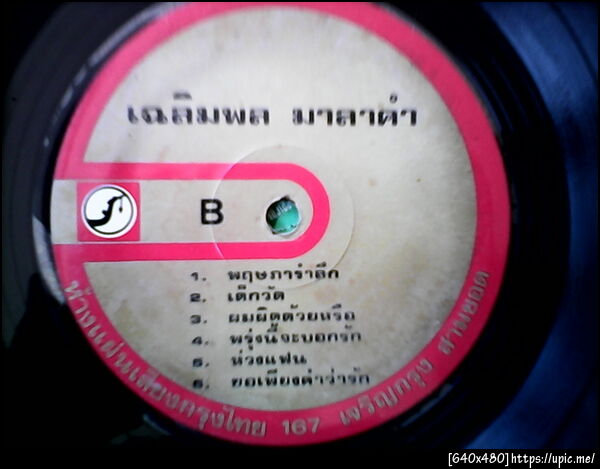 เฉลิมพล มาลาคำ
B
1. พฤษภารำลึก
2. เด็กวัด
3. ผมผิดด้วยหรือ
4. พรุ่งนี้จะบอกรัก
5. ห่วงแฟน
6. ขอเพียงคำว่ารัก
ห้างแผ่นเสียงกรุงไทย 167 เจริญกรุง สามยอด
[640x480]https://upic.me/